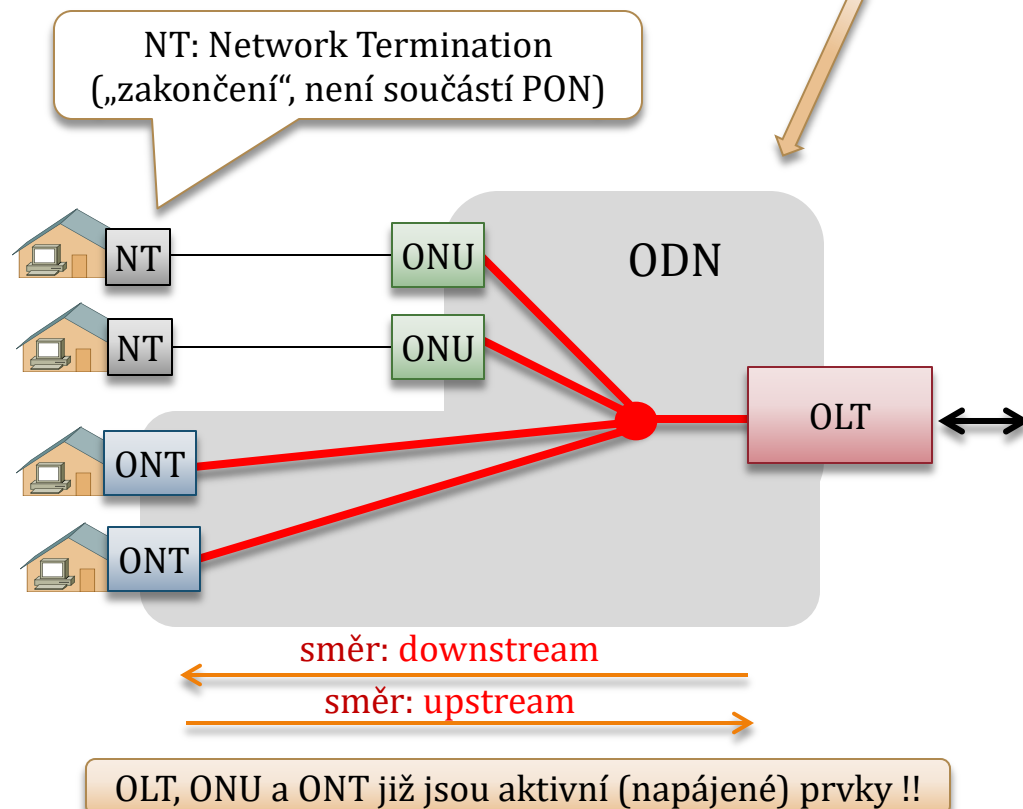 NT: Network Termination
(„zakončení“, není součástí PON)
NT
ONU
ODN
NT
ONU
OLT
ONT
ONT
směr: downstream
směr: upstream
OLT, ONU a ONT již jsou aktivní (napájené) prvky !!